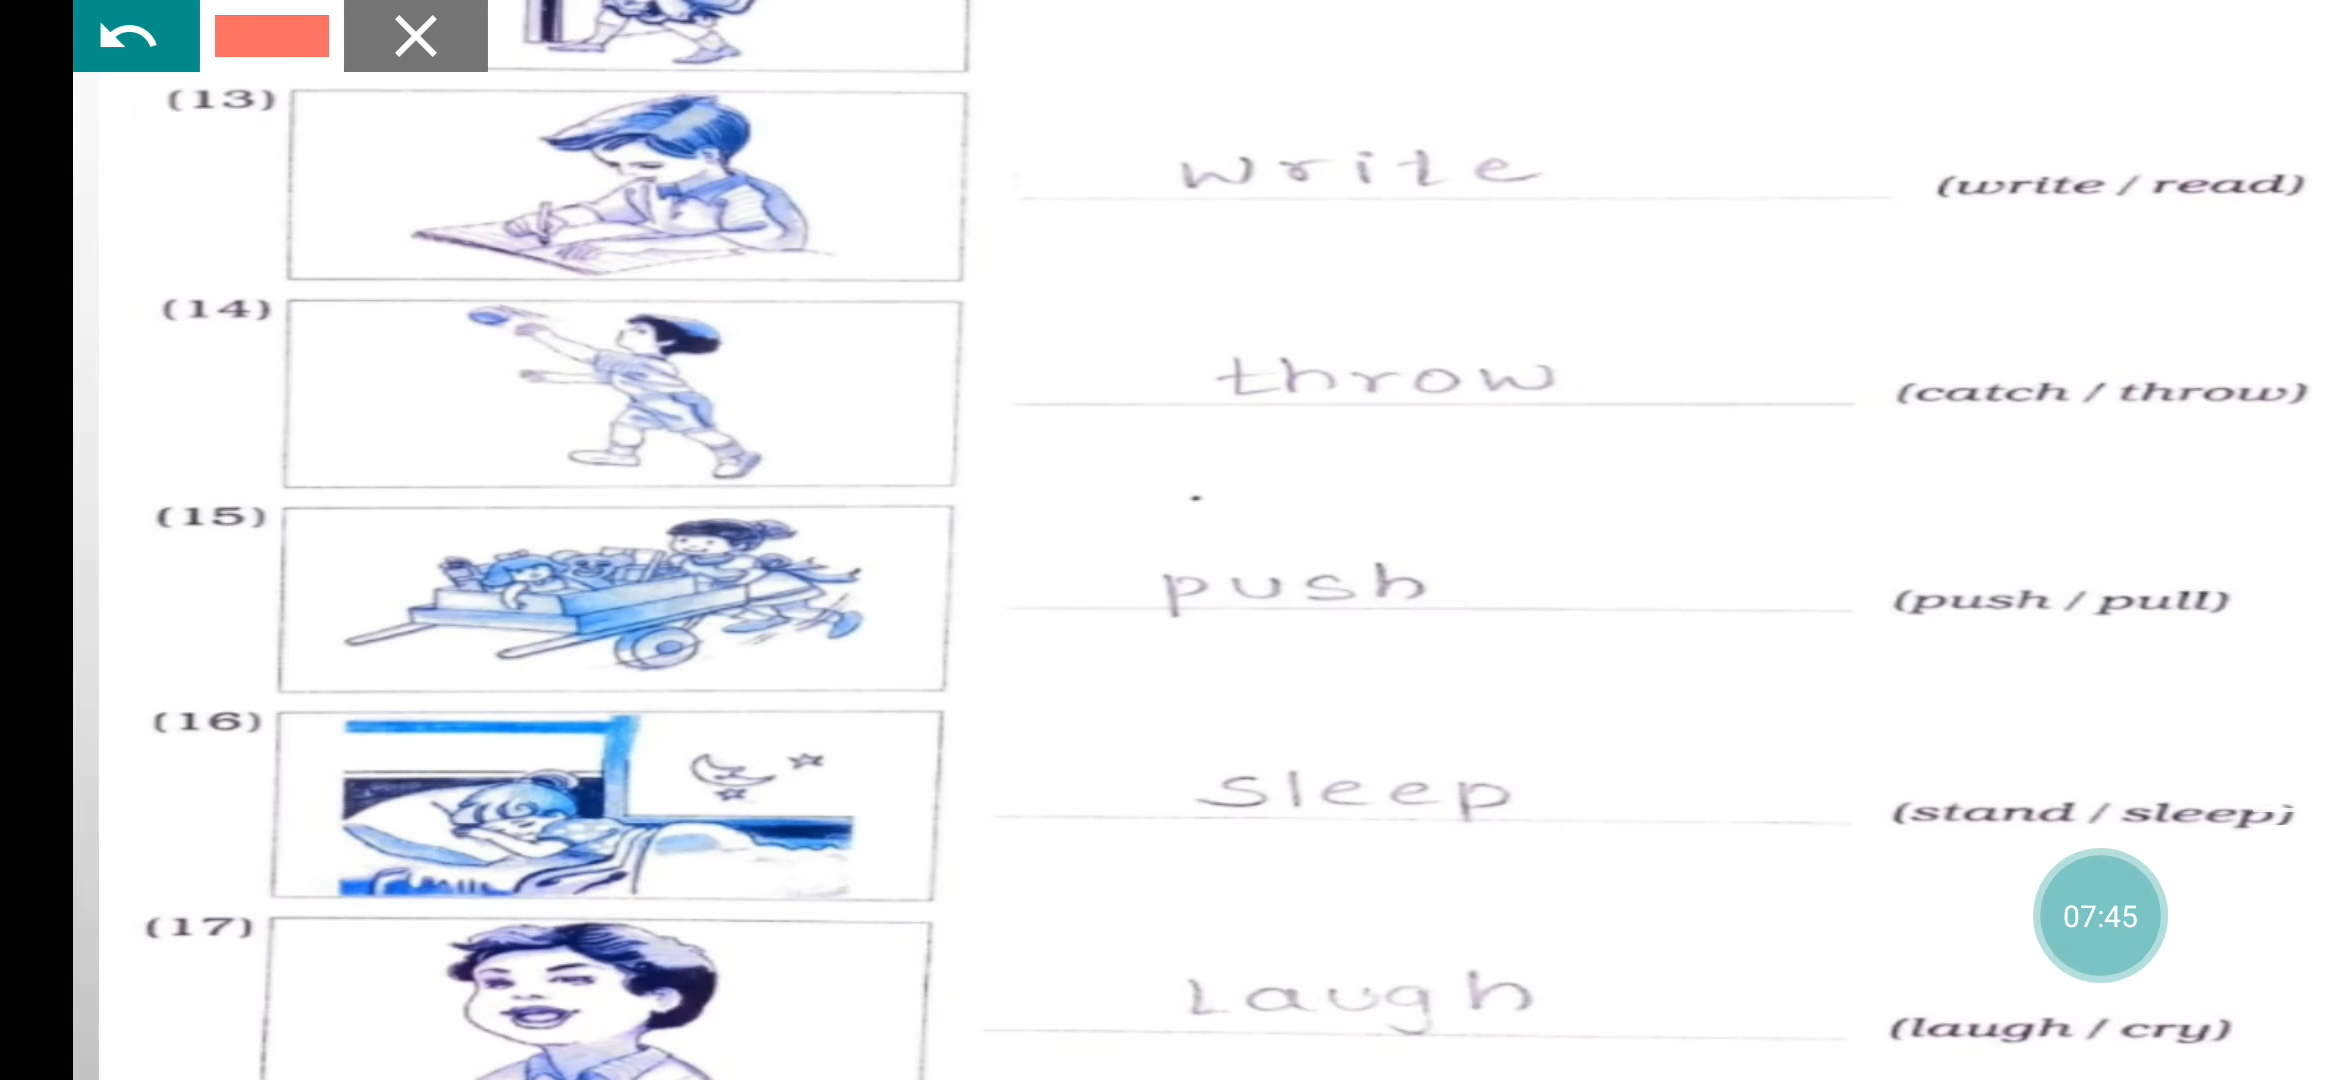 (13) write (write / read)
(14) throw (catch / throw)
(15) push (push / pull)
(16) sleep (stand / sleep)
07:45
(17) Laugh (laugh / cry)